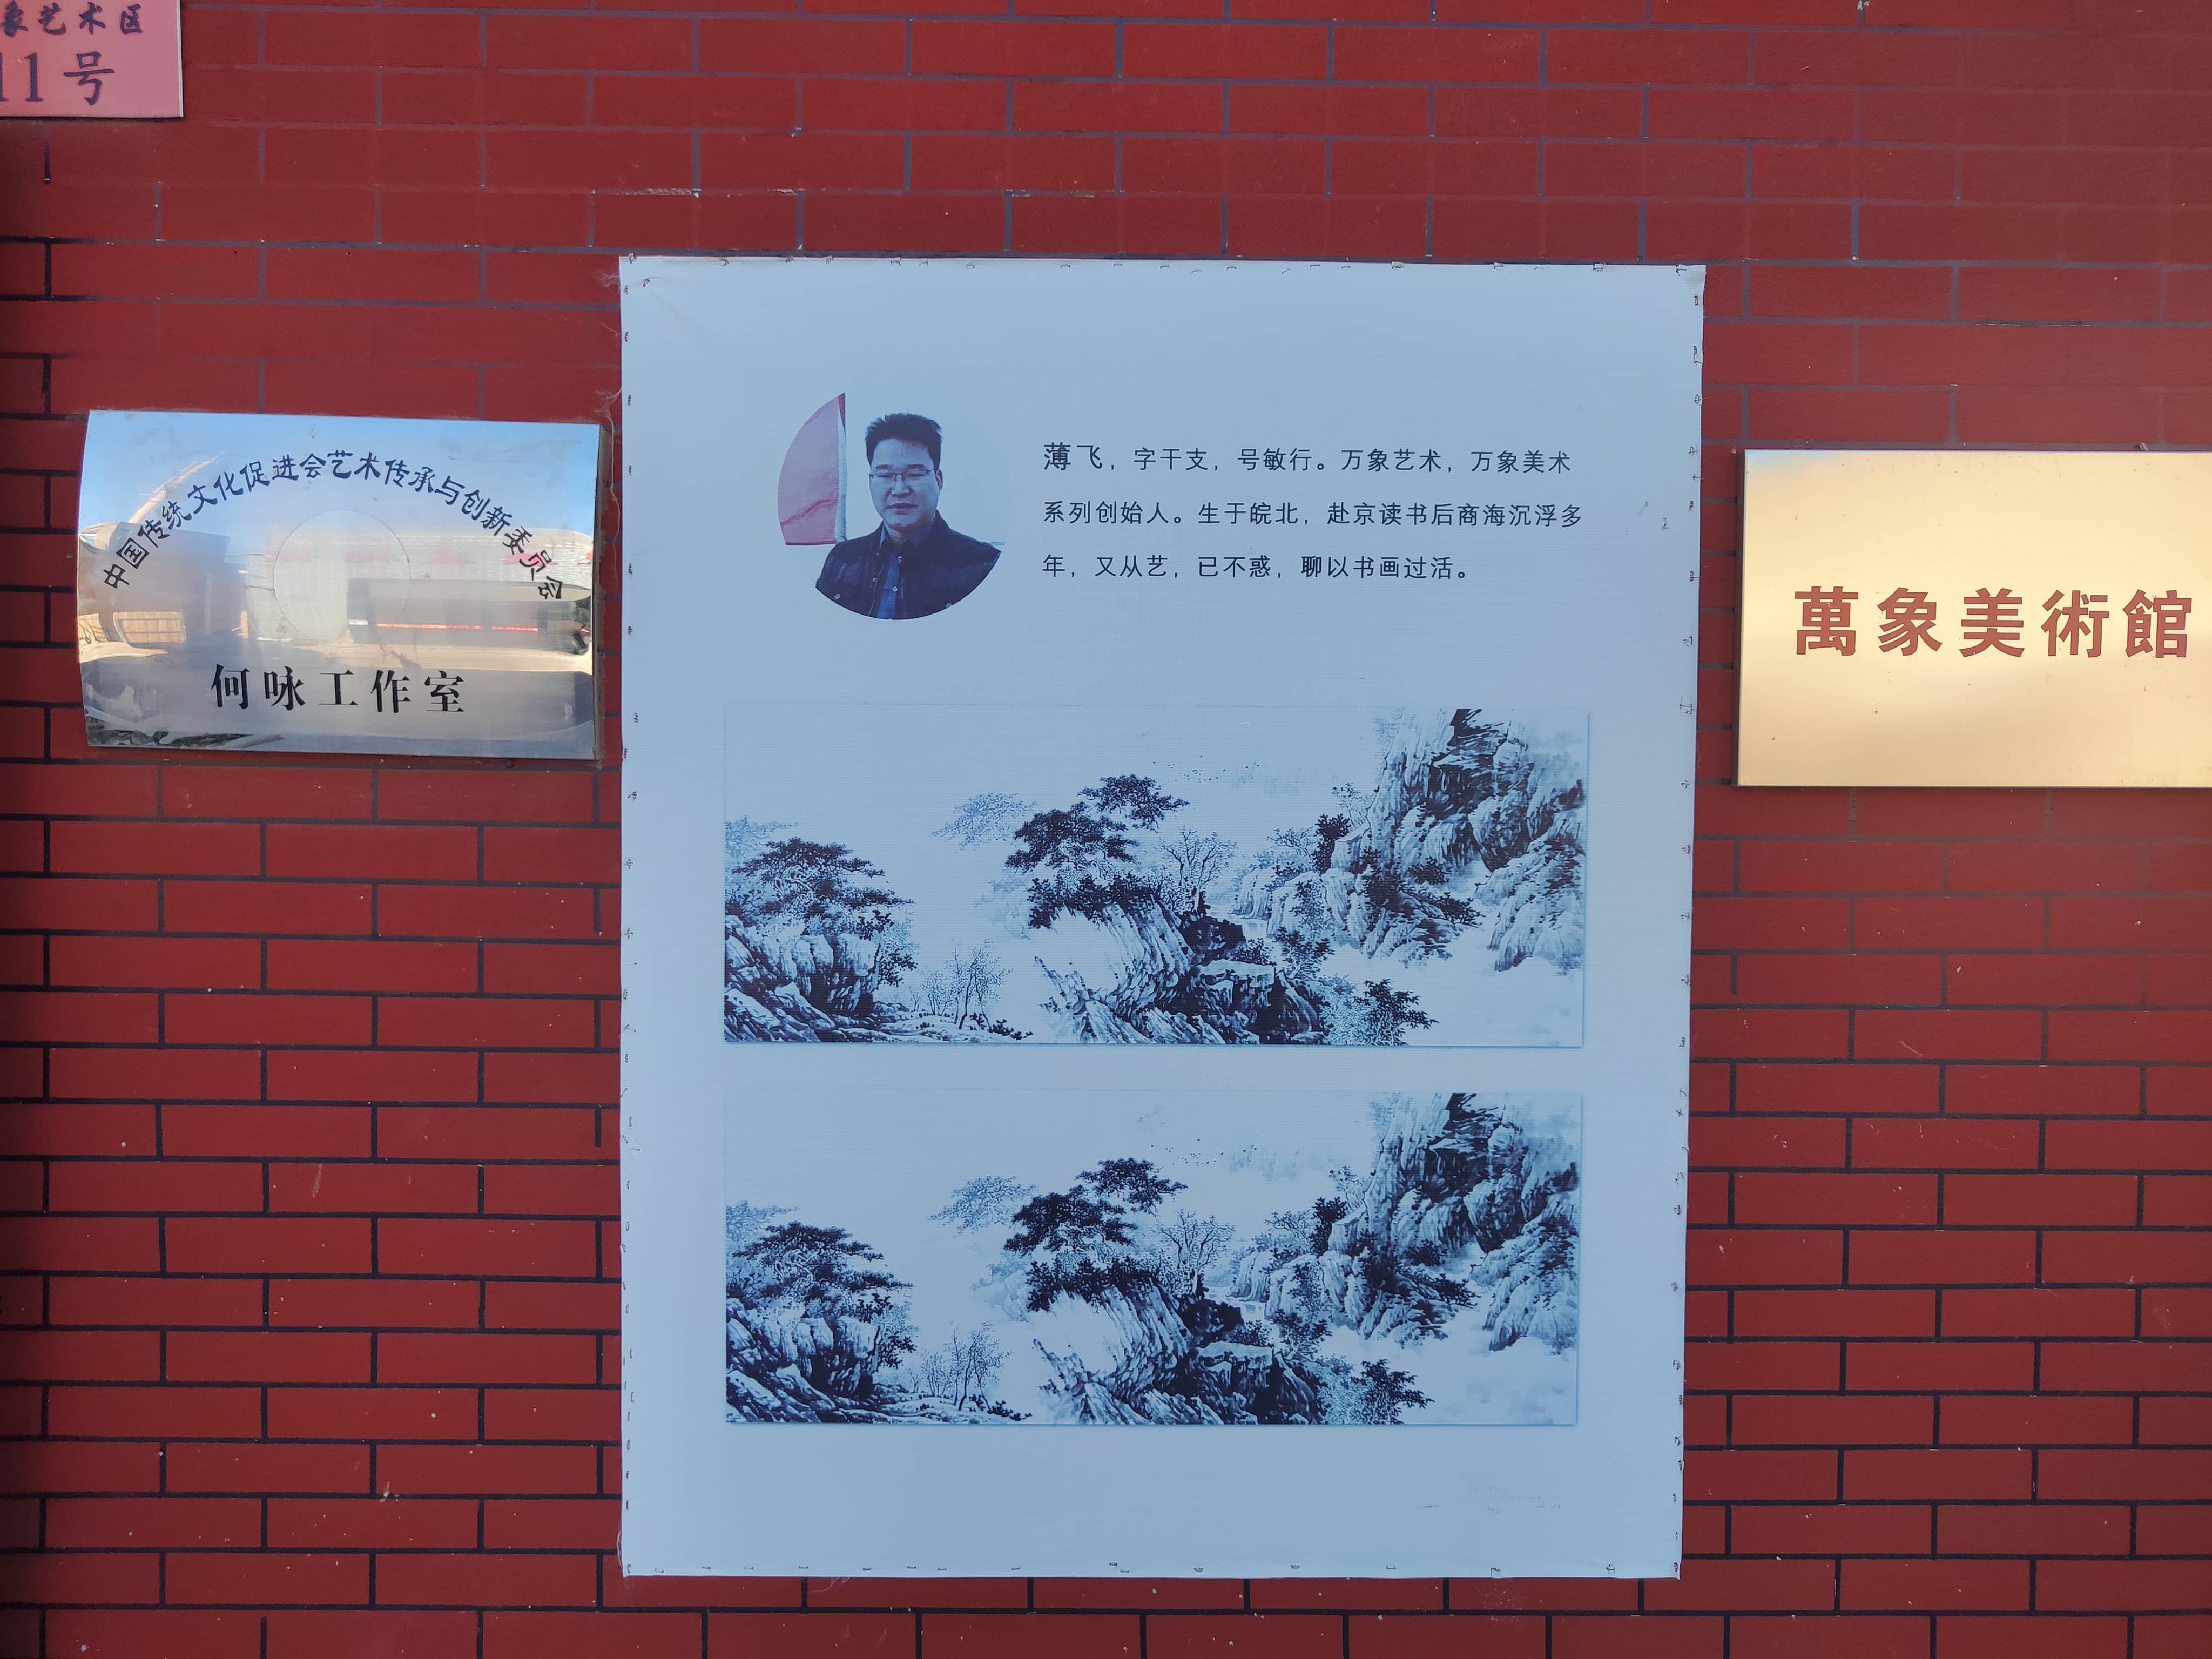 象艺术区
11号
中国传统文化促进会艺术传承与创新委员会
何咏工作室
薄飞，字干支，号敏行。万象艺术，万象美术
系列创始人。生于皖北，赴京读书后商海沉浮多
年，又从艺，已不惑，聊以书画过活。
萬象美術館